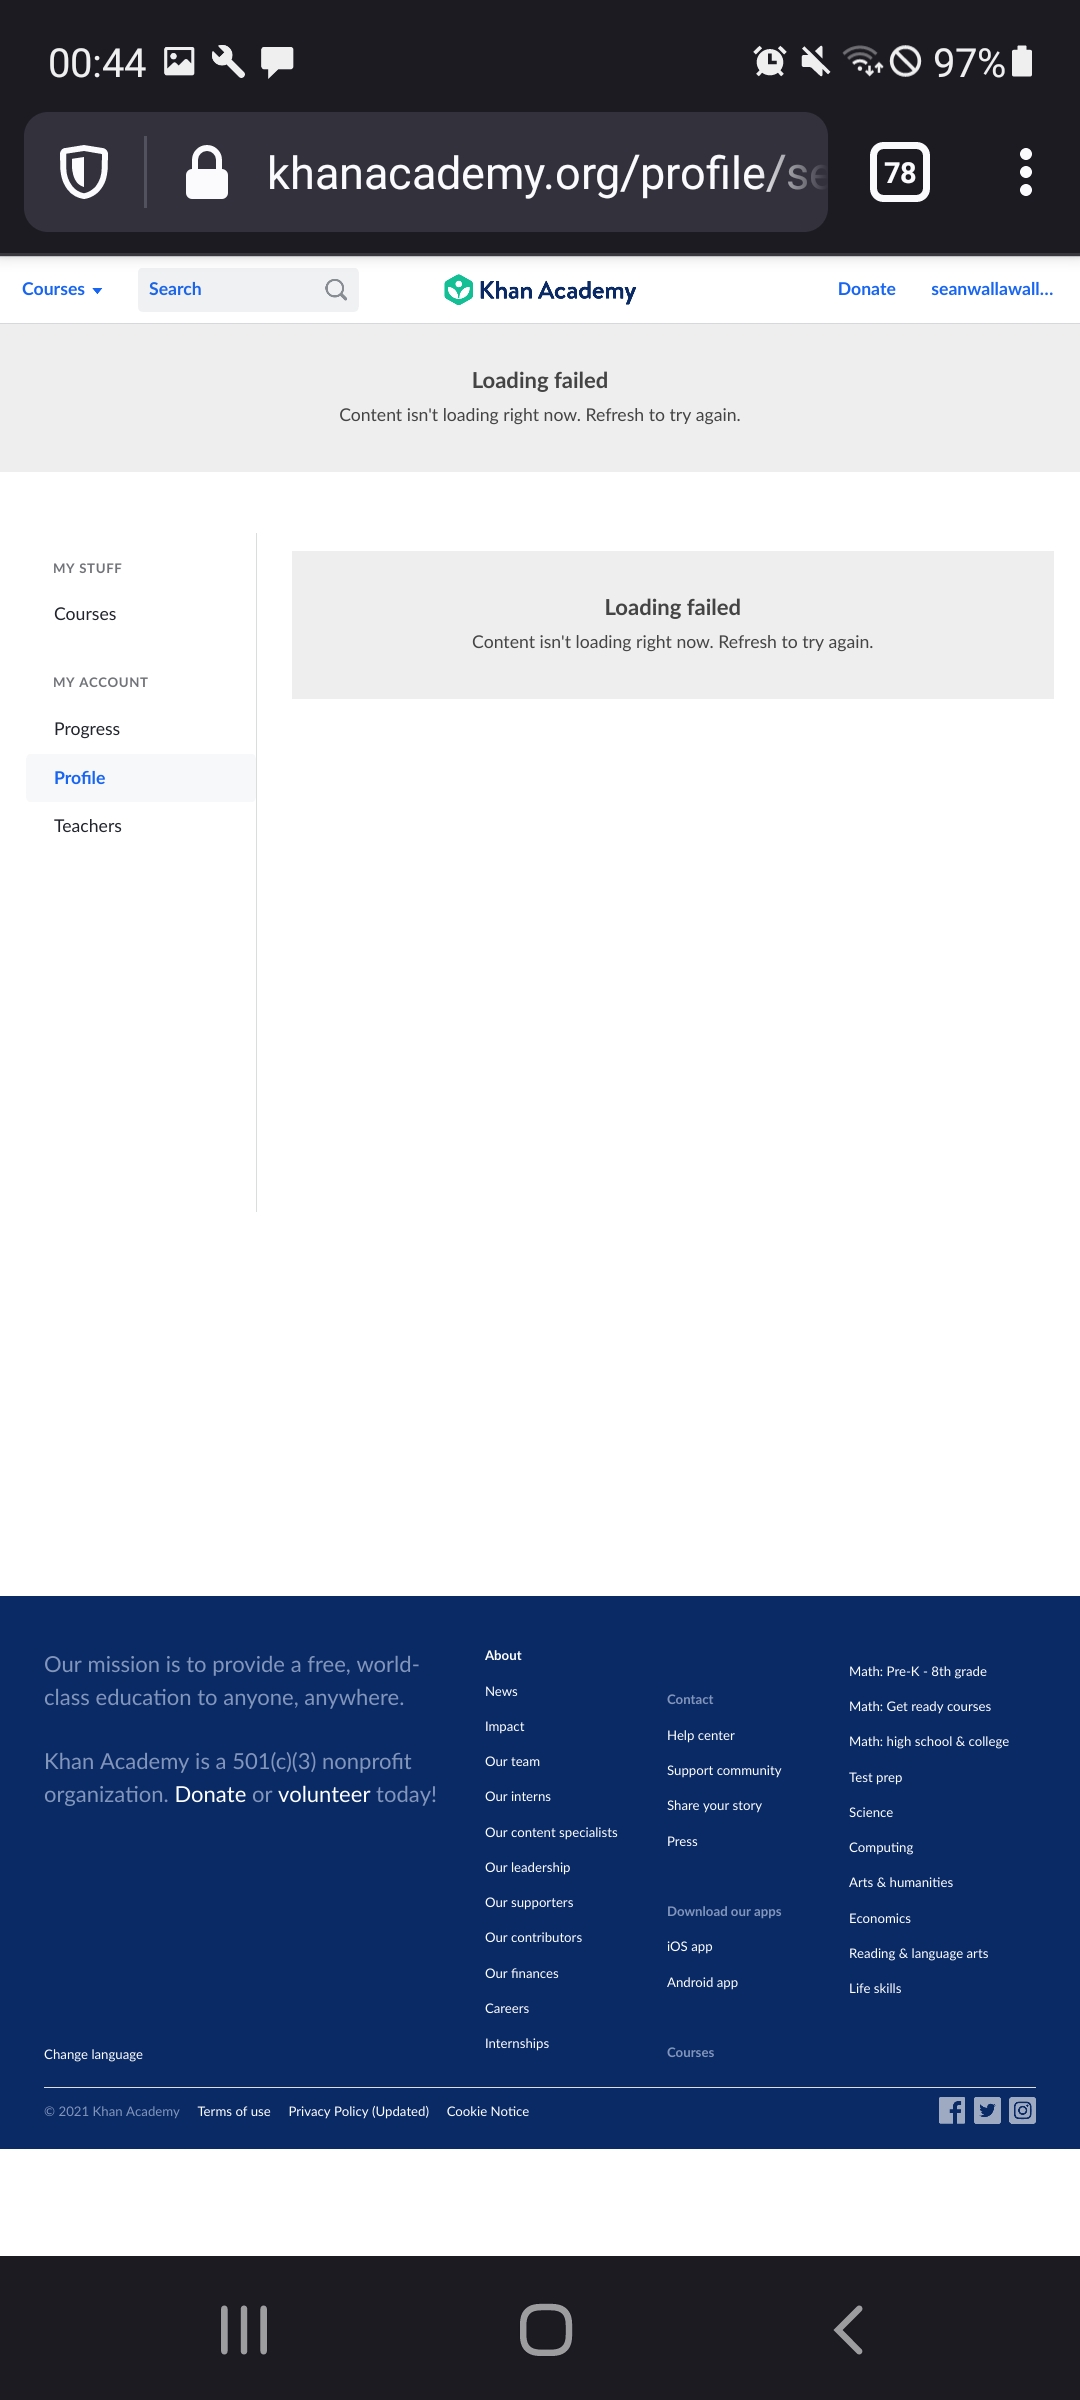 00:44
97%
khanacademy.org/profile/se
78
Courses
Search
Khan Academy
Donate
seanwallawall...
Loading failed
Content isn't loading right now. Refresh to try again.
MY STUFF
Courses
MY ACCOUNT
Progress
Profile
Teachers
Loading failed
Content isn't loading right now. Refresh to try again.
Our mission is to provide a free, world-
class education to anyone, anywhere.
Khan Academy is a 501(c)(3) nonprofit
organization. Donate or volunteer today!
Change language
About
News
Impact
Our team
Our interns
Our content specialists
Our leadership
Our supporters
Our contributors
Our finances
Careers
Internships
Contact
Help center
Support community
Share your story
Press
Download our apps
iOS app
Android app
Courses
Math: Pre-K - 8th grade
Math: Get ready courses
Math: high school & college
Test prep
Science
Computing
Arts & humanities
Economics
Reading & language arts
Life skills
© 2021 Khan Academy
Terms of use
Privacy Policy (Updated)
Cookie Notice